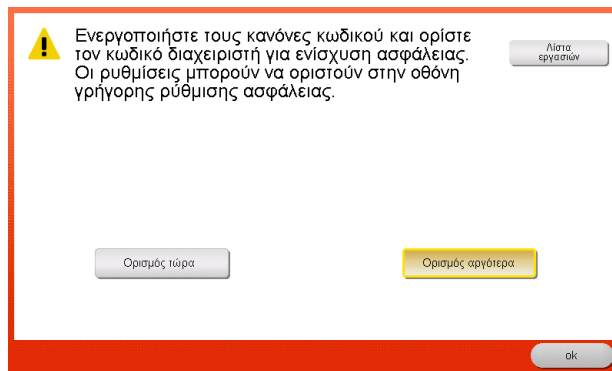 Ενεργοποιήστε τους κανόνες κωδικού και ορίστε
τον κωδικό διαχειριστή για ενίσχυση ασφάλειας.
Οι ρυθμίσεις μπορούν να οριστούν στην οθόνη
γρήγορης ρύθμισης ασφάλειας.
Λίστα
εργασιών
Ορισμός τώρα
Ορισμός αργότερα
ok